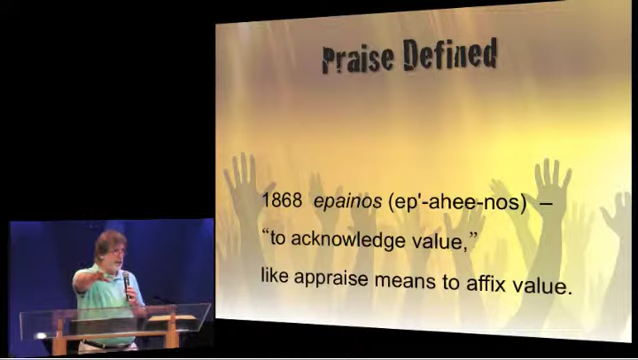 Praise Defined
1868 epainos (ep'-ahee-nos) –
“to acknowledge value,”
like appraise means to affix value.